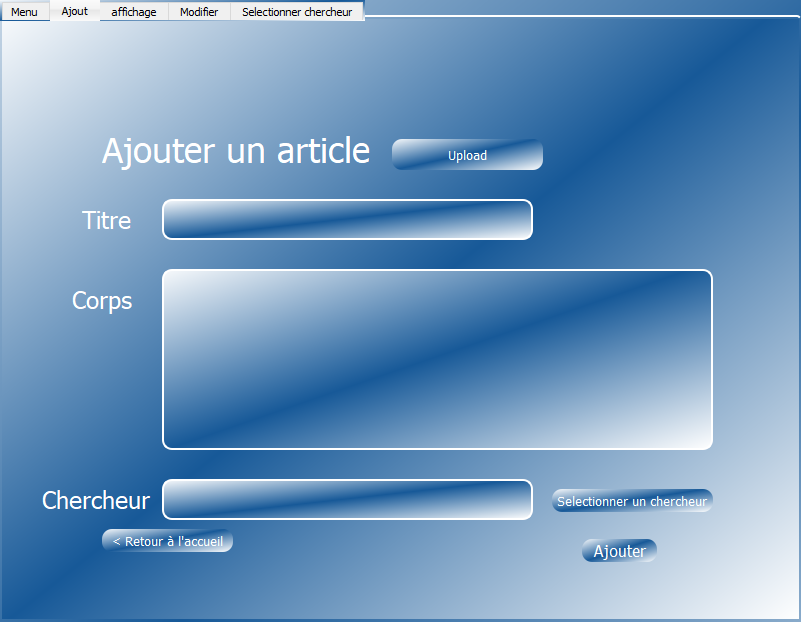 Menu Ajout affichage Modifier Selectionner chercheur
Ajouter un article Upload
Titre
Corps
Chercheur Selectionner un chercheur
< Retour à l'accueil
Ajouter